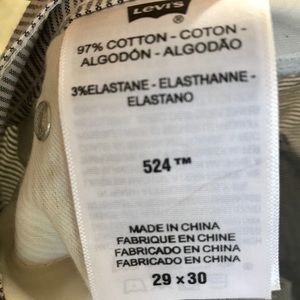 Levi's
97% COTTON - COTON -
ALGODÓN - ALGODÃO
3%ELASTANE - ELASTHANNE -
ELASTANO
524™
MADE IN CHINA
FABRIQUE EN CHINE
FABRICADO EN CHINA
FABRICADO NA CHINA
29 x 30